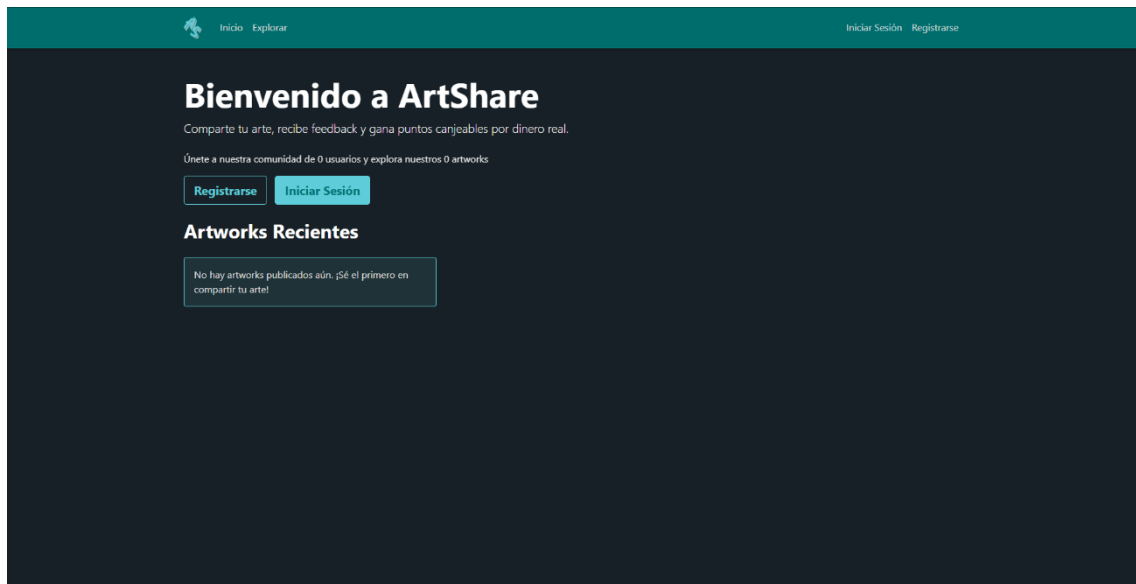 Inicio Explorar Iniciar Sesión Registrarse
Bienvenido a ArtShare
Comparte tu arte, recibe feedback y gana puntos canjeables por dinero real.
Únete a nuestra comunidad de 0 usuarios y explora nuestros 0 artworks
Registrarse Iniciar Sesión
Artworks Recientes
No hay artworks publicados aún. ¡Sé el primero en
compartir tu arte!